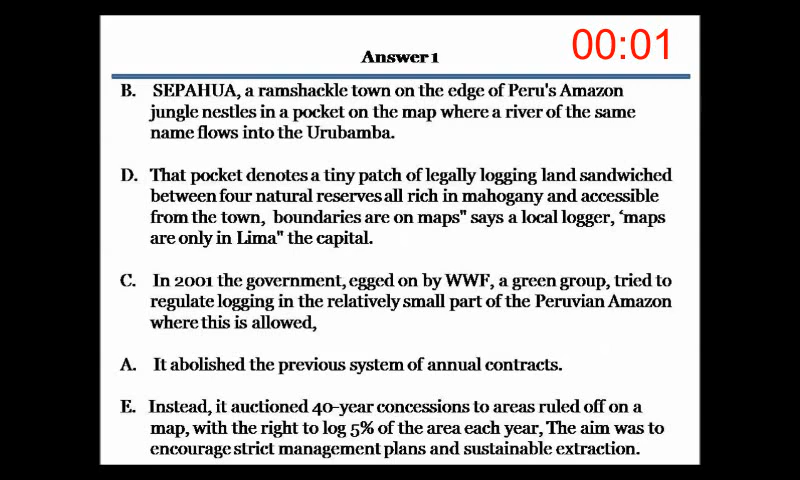 00:01
Answer 1
B. SEPAHUA, a ramshackle town on the edge of Peru's Amazon
jungle nestles in a pocket on the map where a river of the same
name flows into the Urubamba.
D. That pocket denotes a tiny patch of legally logging land sandwiched
between four natural reserves all rich in mahogany and accessible
from the town, boundaries are on maps" says a local logger, ‘maps
are only in Lima" the capital.
C. In 2001 the government, egged on by WWF, a green group, tried to
regulate logging in the relatively small part of the Peruvian Amazon
where this is allowed,
A. It abolished the previous system of annual contracts.
E. Instead, it auctioned 40-year concessions to areas ruled off on a
map, with the right to log 5% of the area each year, The aim was to
encourage strict management plans and sustainable extraction.